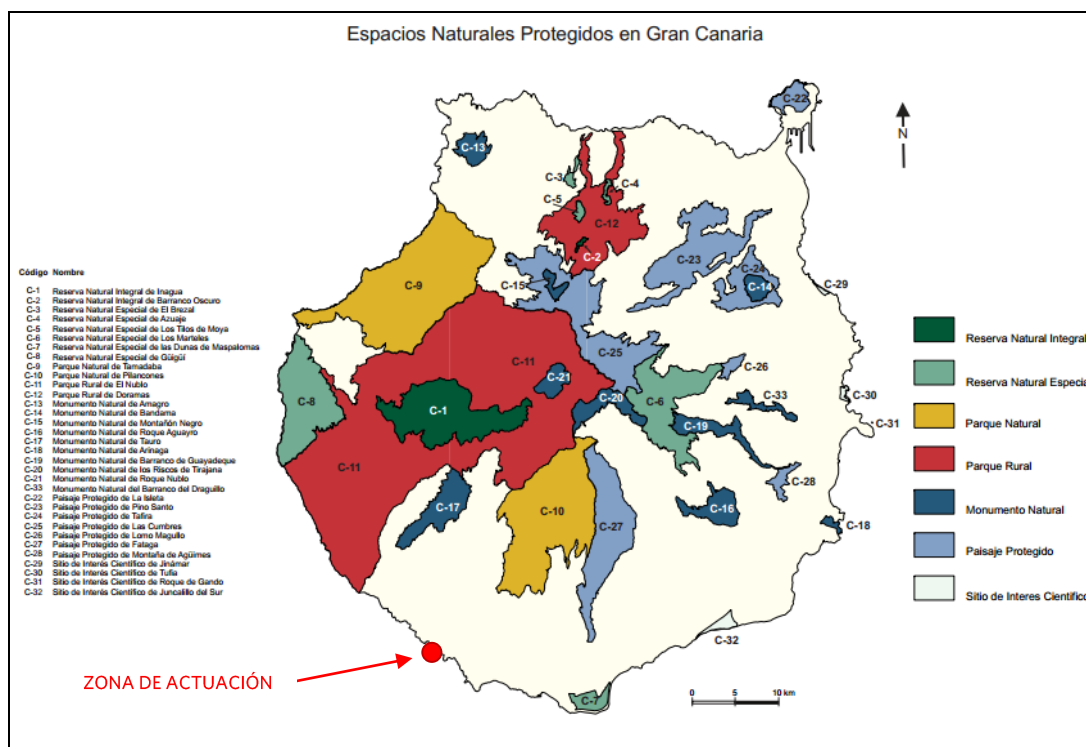 Espacios Naturales Protegidos en Gran Canaria
C-22
N
C-13
C-3
C-4
C-5
C-12
C-2
C-23
C-24
C-14
C-15
C-9
C-29
C-25
C-11
C-21
C-26
C-33
C-30
C-20
C-6
C-8
C-1
C-19
C-31
C-11
C-28
C-17
C-10
C-27
C-16
C-18
C-32
C-7
Código Nombre
C-1 Reserva Natural Integral de Inagua
C-2 Reserva Natural Integral de Barranco Oscuro
C-3 Reserva Natural Especial de El Brezal
C-4 Reserva Natural Especial de Azuaje
C-5 Reserva Natural Especial de Los Tilos de Moya
C-6 Reserva Natural Especial de Los Marteles
C-7 Reserva Natural Especial de las Dunas de Maspalomas
C-8 Reserva Natural Especial de Güigüí
C-9 Parque Natural de Tamadaba
C-10 Parque Natural de Pilancones
C-11 Parque Rural de El Nublo
C-12 Parque Rural de Doramas
C-13 Monumento Natural de Amagro
C-14 Monumento Natural de Bandama
C-15 Monumento Natural de Montañón Negro
C-16 Monumento Natural de Roque Aguayro
C-17 Monumento Natural de Tauro
C-18 Monumento Natural de Arinaga
C-19 Monumento Natural de Barranco de Guayadeque
C-20 Monumento Natural de los Riscos de Tirajana
C-21 Monumento Natural de Roque Nublo
C-33 Monumento Natural del Barranco del Draguillo
C-22 Paisaje Protegido de La Isleta
C-23 Paisaje Protegido de Pino Santo
C-24 Paisaje Protegido de Tafira
C-25 Paisaje Protegido de Las Cumbres
C-26 Paisaje Protegido de Lomo Magullo
C-27 Paisaje Protegido de Fataga
C-28 Paisaje Protegido de Montaña de Agüimes
C-29 Sitio de Interés Científico de Jinámar
C-30 Sitio de Interés Científico de Tufia
C-31 Sitio de Interés Científico de Roque de Gando
C-32 Sitio de Interés Científico de Juncalillo del Sur
Reserva Natural Integral
Reserva Natural Especial
Parque Natural
Parque Rural
Monumento Natural
Paisaje Protegido
Sitio de Interes Científico
ZONA DE ACTUACIÓN
0 5 10 km